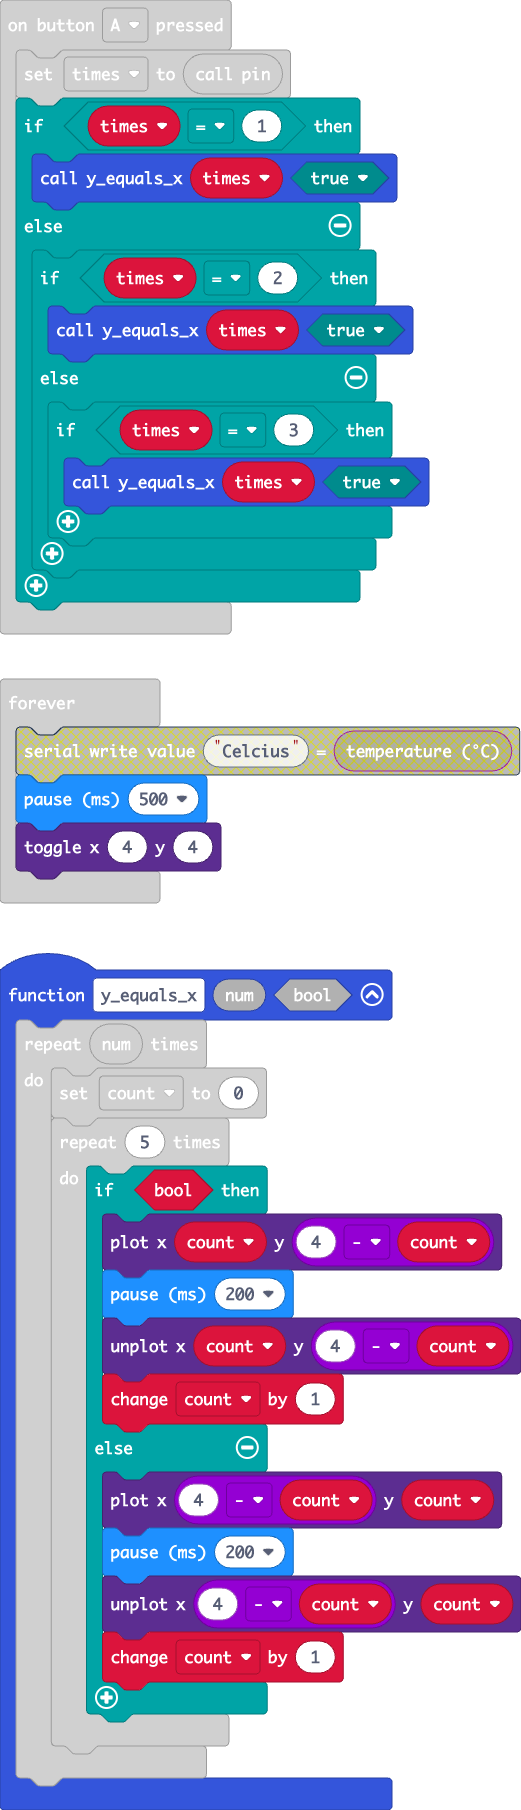 on button A pressed
set times to call pin
if times = 1 then
call y_equals_x times true
else
if times = 2 then
call y_equals_x times true
else
if times = 3 then
call y_equals_x times true
forever
serial write value "Celcius" = temperature (°C)
pause (ms) 500
toggle x 4 y 4
function y_equals_x num bool
repeat num times
do
set count to 0
repeat 5 times
do
if bool then
plot x count y 4 - count
pause (ms) 200
unplot x count y 4 - count
change count by 1
else
plot x 4 - count y count
pause (ms) 200
unplot x 4 - count y count
change count by 1